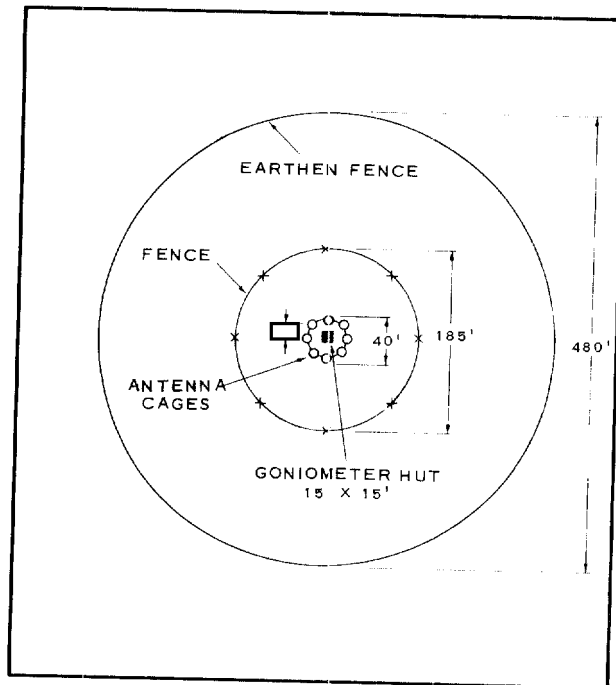 EARTHEN FENCE
FENCE
40'
185'
480'
ANTENNA
CAGES
GONIOMETER HUT
15 X 15'